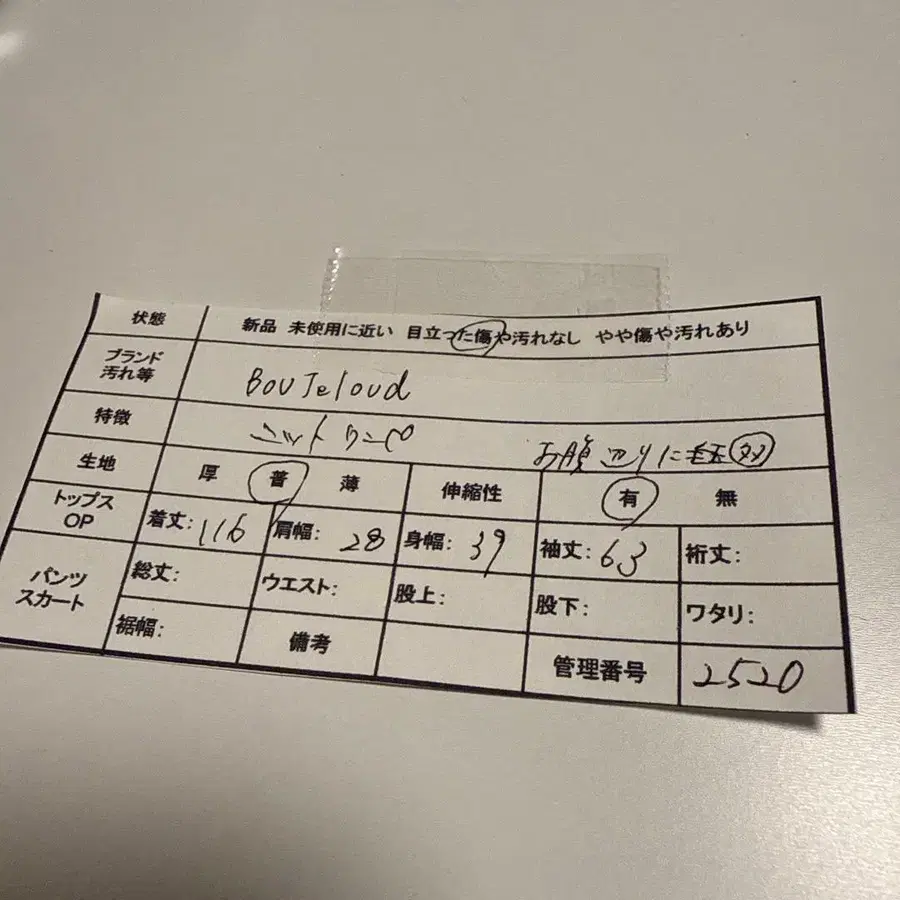 状態 新品 未使用に近い 目立った傷や汚れなし やや傷や汚れあり
ブランド 汚れ等 BouJeloud
特徴 ニットワンピ お腹辺りに毛玉
生地 厚 普 薄 伸縮性 有 無
トップス OP 着丈: 116 肩幅: 28 身幅: 39 袖丈: 63 裄丈:
パンツ スカート 総丈: ウエスト: 股上: 股下: ワタリ:
裾幅: 備考 管理番号 2520